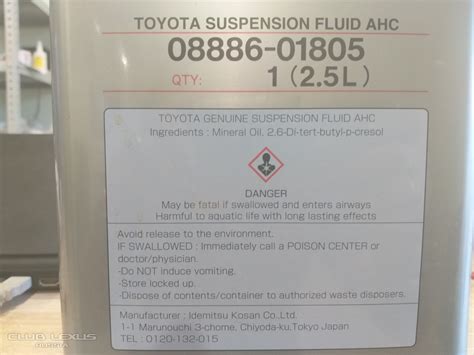 TOYOTA SUSPENSION FLUID AHC
08886-01805
QTY: 1 (2.5L)
TOYOTA GENUINE SUSPENSION FLUID AHC
Ingredients : Mineral Oil, 2.6-Di-tert-butyl-p-cresol
DANGER
May be fatal if swallowed and enters airways
Harmful to aquatic life with long lasting effects
Avoid release to the environment.
IF SWALLOWED : Immediately call a POISON CENTER or
doctor/physician.
-Do NOT induce vomiting.
-Store locked up.
-Dispose of contents/container to authorized waste disposers.
Manufacturer : Idemitsu Kosan Co.,Ltd.
1-1 Marunouchi 3-chome, Chiyoda-ku,Tokyo Japan
TEL : 0120-132-015
CLUB LEXUS
RUSSIA